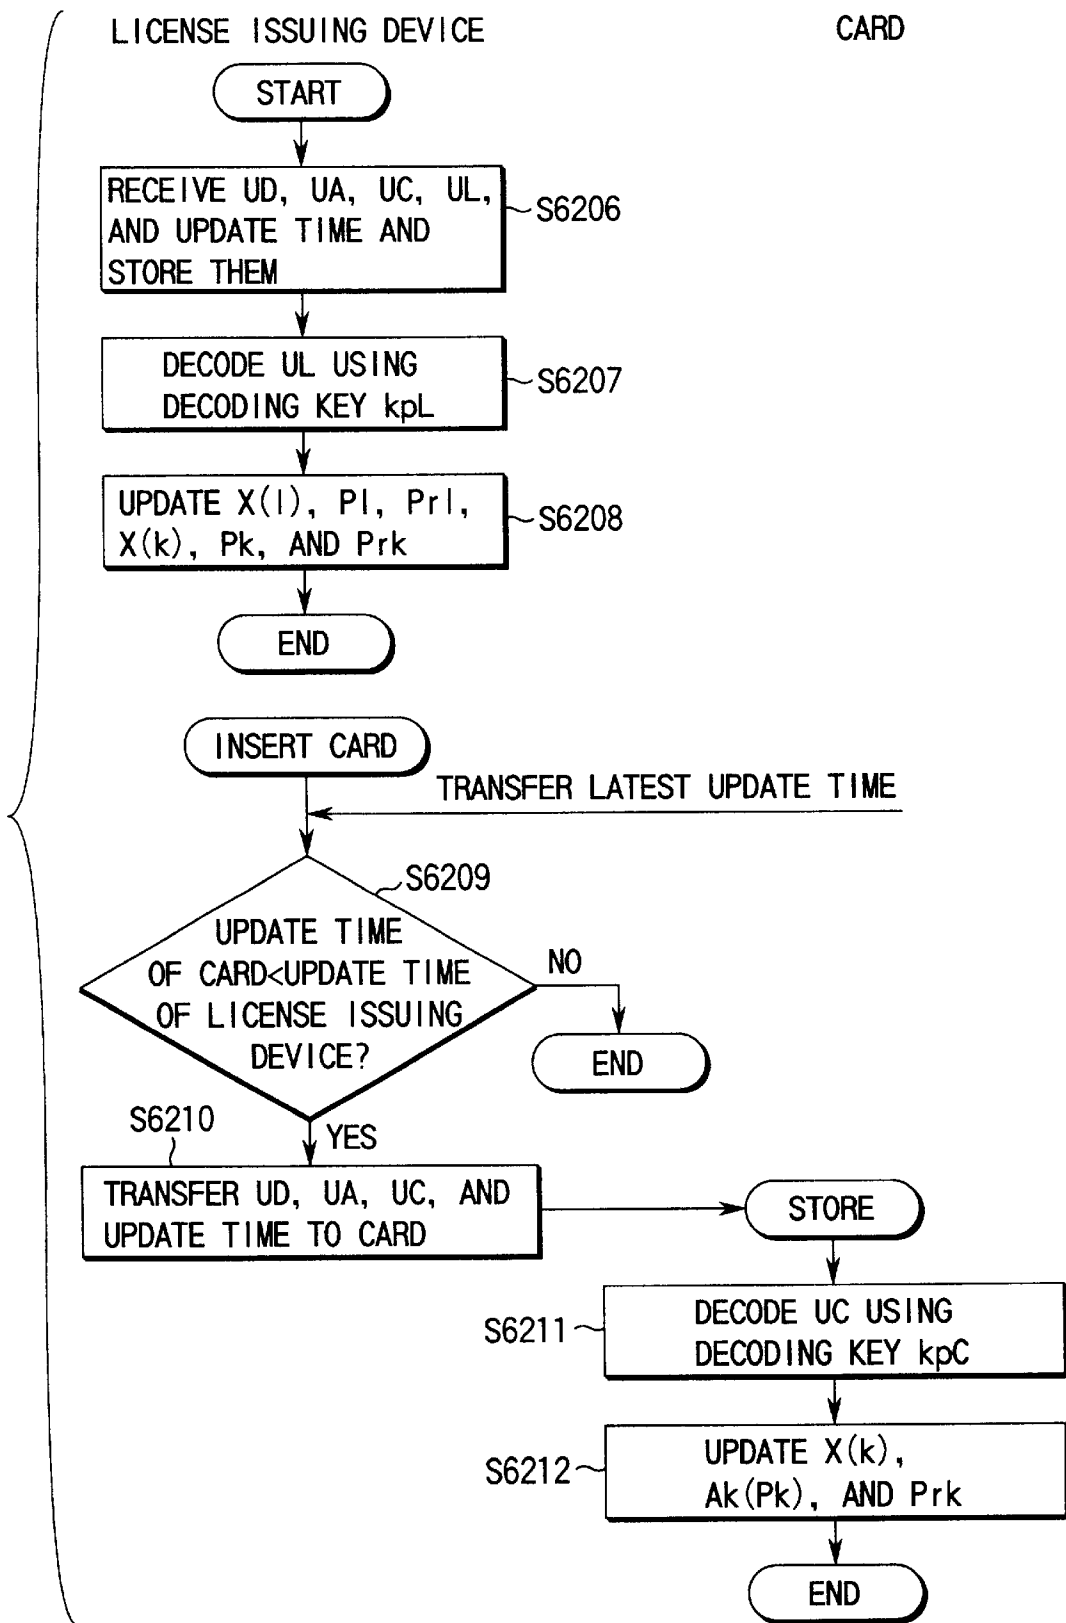 LICENSE ISSUING DEVICE
CARD
START
RECEIVE UD, UA, UC, UL,
AND UPDATE TIME AND
STORE THEM
S6206
DECODE UL USING
DECODING KEY kpL
S6207
UPDATE X(l), Pl, Prl,
X(k), Pk, AND Prk
S6208
END
INSERT CARD
TRANSFER LATEST UPDATE TIME
S6209
UPDATE TIME
OF CARD<UPDATE TIME
OF LICENSE ISSUING
DEVICE?
NO
END
S6210
YES
TRANSFER UD, UA, UC, AND
UPDATE TIME TO CARD
STORE
S6211
DECODE UC USING
DECODING KEY kpC
S6212
UPDATE X(k),
Ak(Pk), AND Prk
END